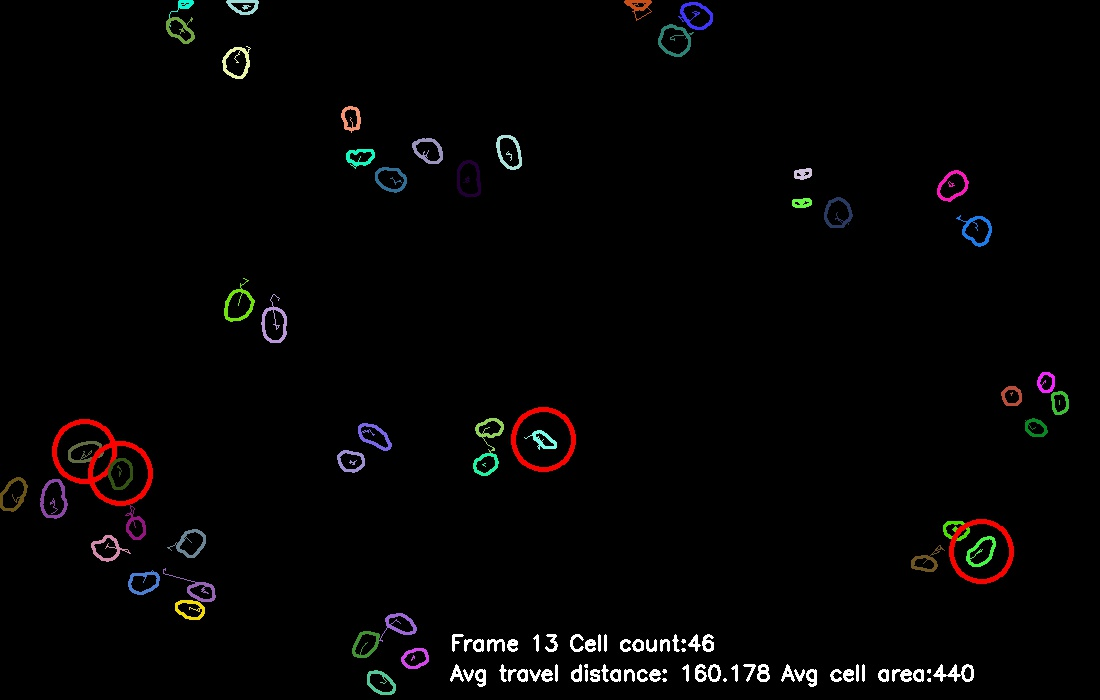 Frame 13 Cell count:46
Avg travel distance: 160.178 Avg cell area:440